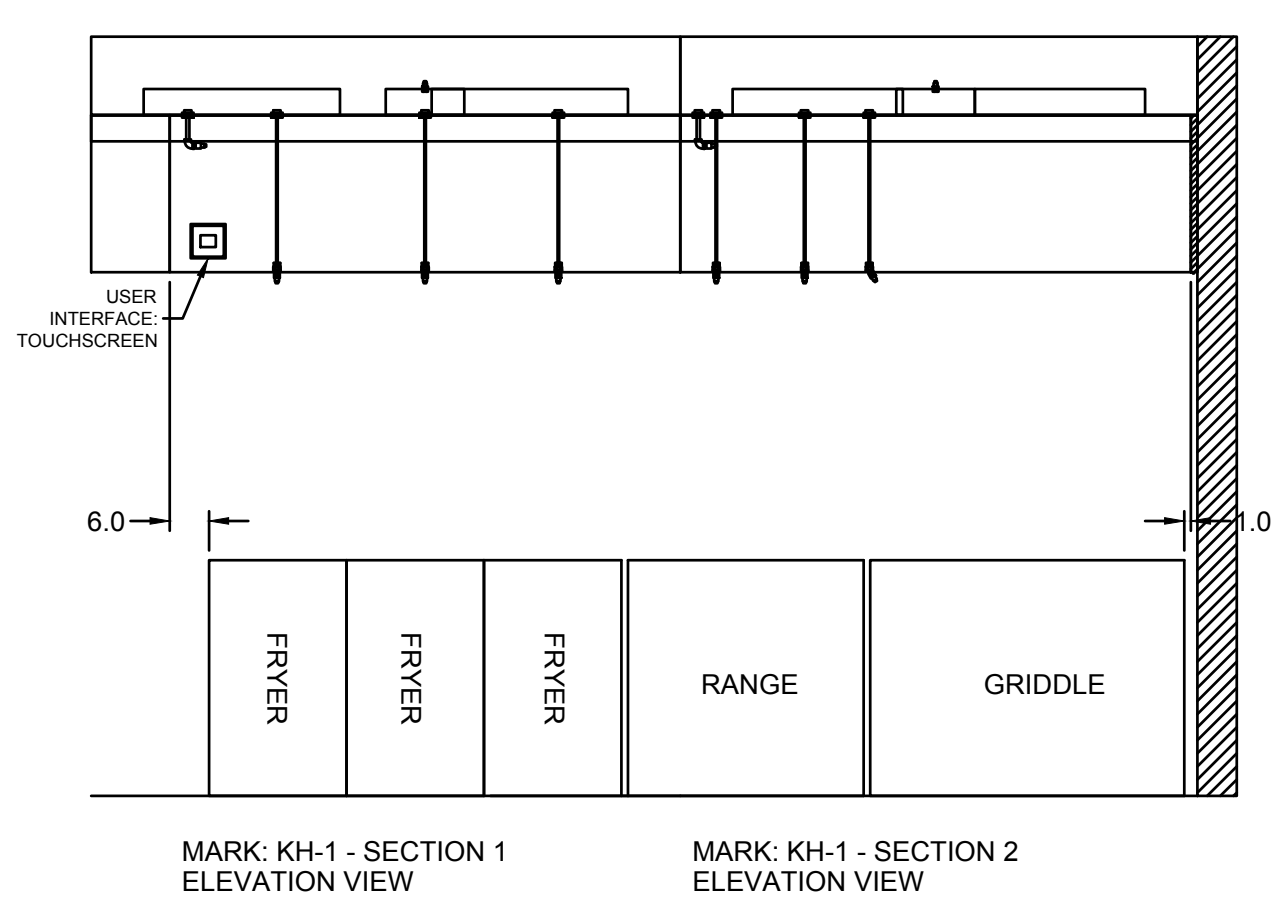 USER
INTERFACE:
TOUCHSCREEN
6.0
1.0
FRYER
FRYER
FRYER
RANGE
GRIDDLE
MARK: KH-1 - SECTION 1
ELEVATION VIEW
MARK: KH-1 - SECTION 2
ELEVATION VIEW